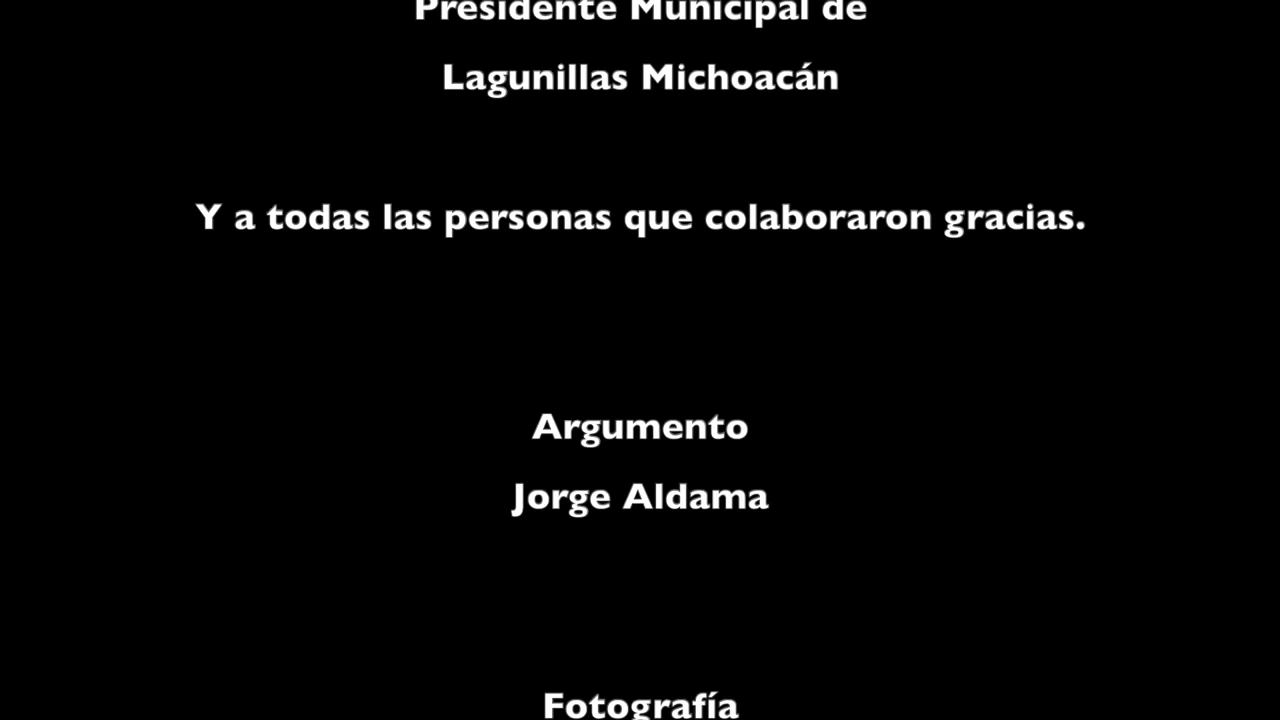 Presidente Municipal de
Lagunillas Michoacán
Y a todas las personas que colaboraron gracias.
Argumento
Jorge Aldama
Fotografía